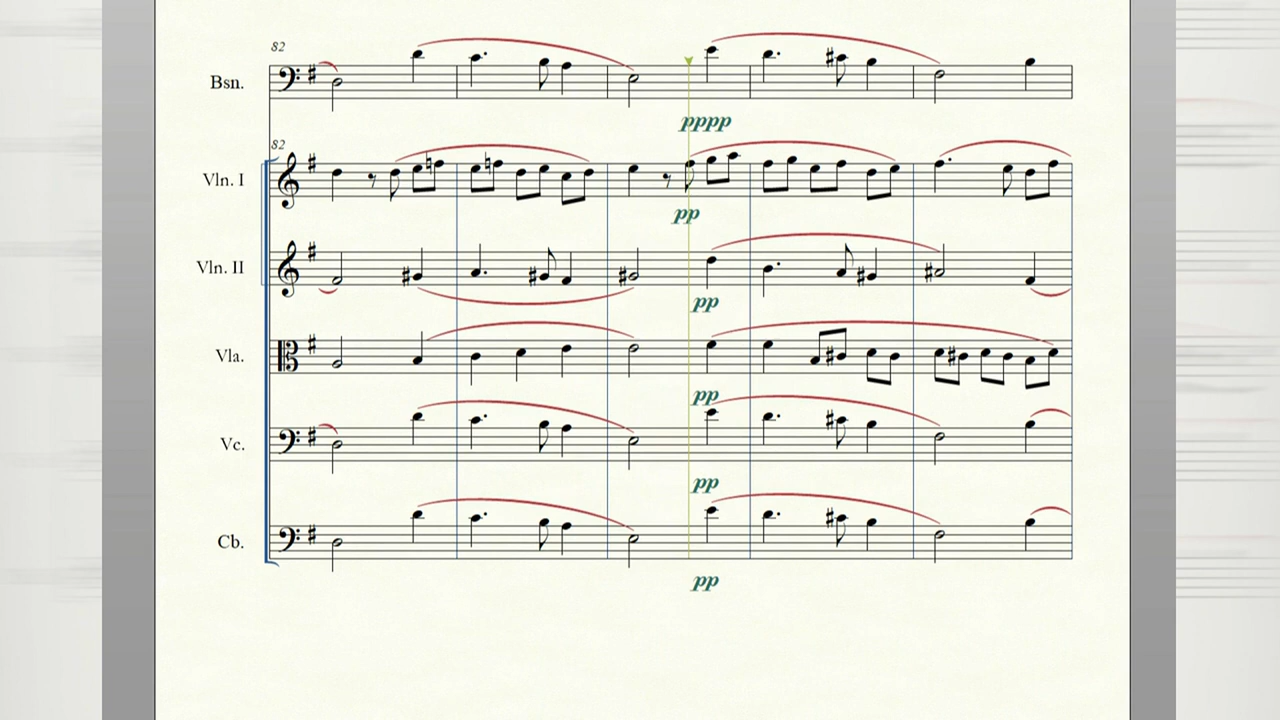 82
Bsn.
pppp
82
Vln. I
pp
Vln. II
pp
Vla.
pp
Vc.
pp
Cb.
pp